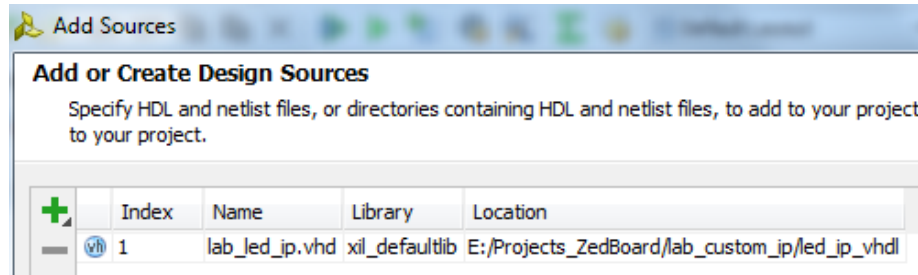 Add Sources
Add or Create Design Sources
Specify HDL and netlist files, or directories containing HDL and netlist files, to add to your project
to your project.
Index Name Library Location
vh 1 lab_led_ip.vhd xil_defaultlib E:/Projects_ZedBoard/lab_custom_ip/led_ip_vhdl